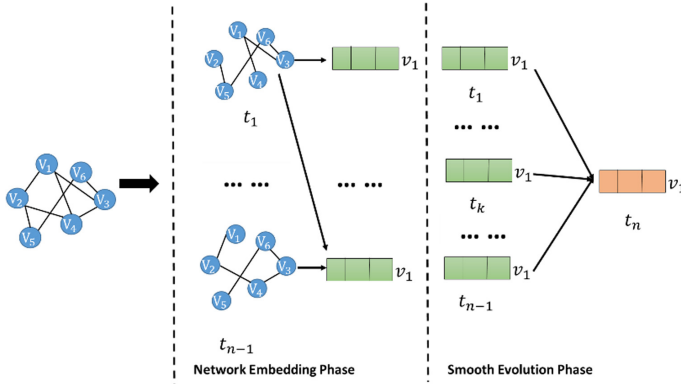 V₁
V₆
V₂
V₃
V₄
V₅
V₁
V₆
V₂
V₃
V₄
V₅
t₁
v₁
... ...
... ...
V₁
V₆
V₂
V₃
V₄
V₅
v₁
tₙ₋₁
Network Embedding Phase
v₁
t₁
... ...
v₁
tₖ
... ...
v₁
tₙ₋₁
v₁
tₙ
Smooth Evolution Phase